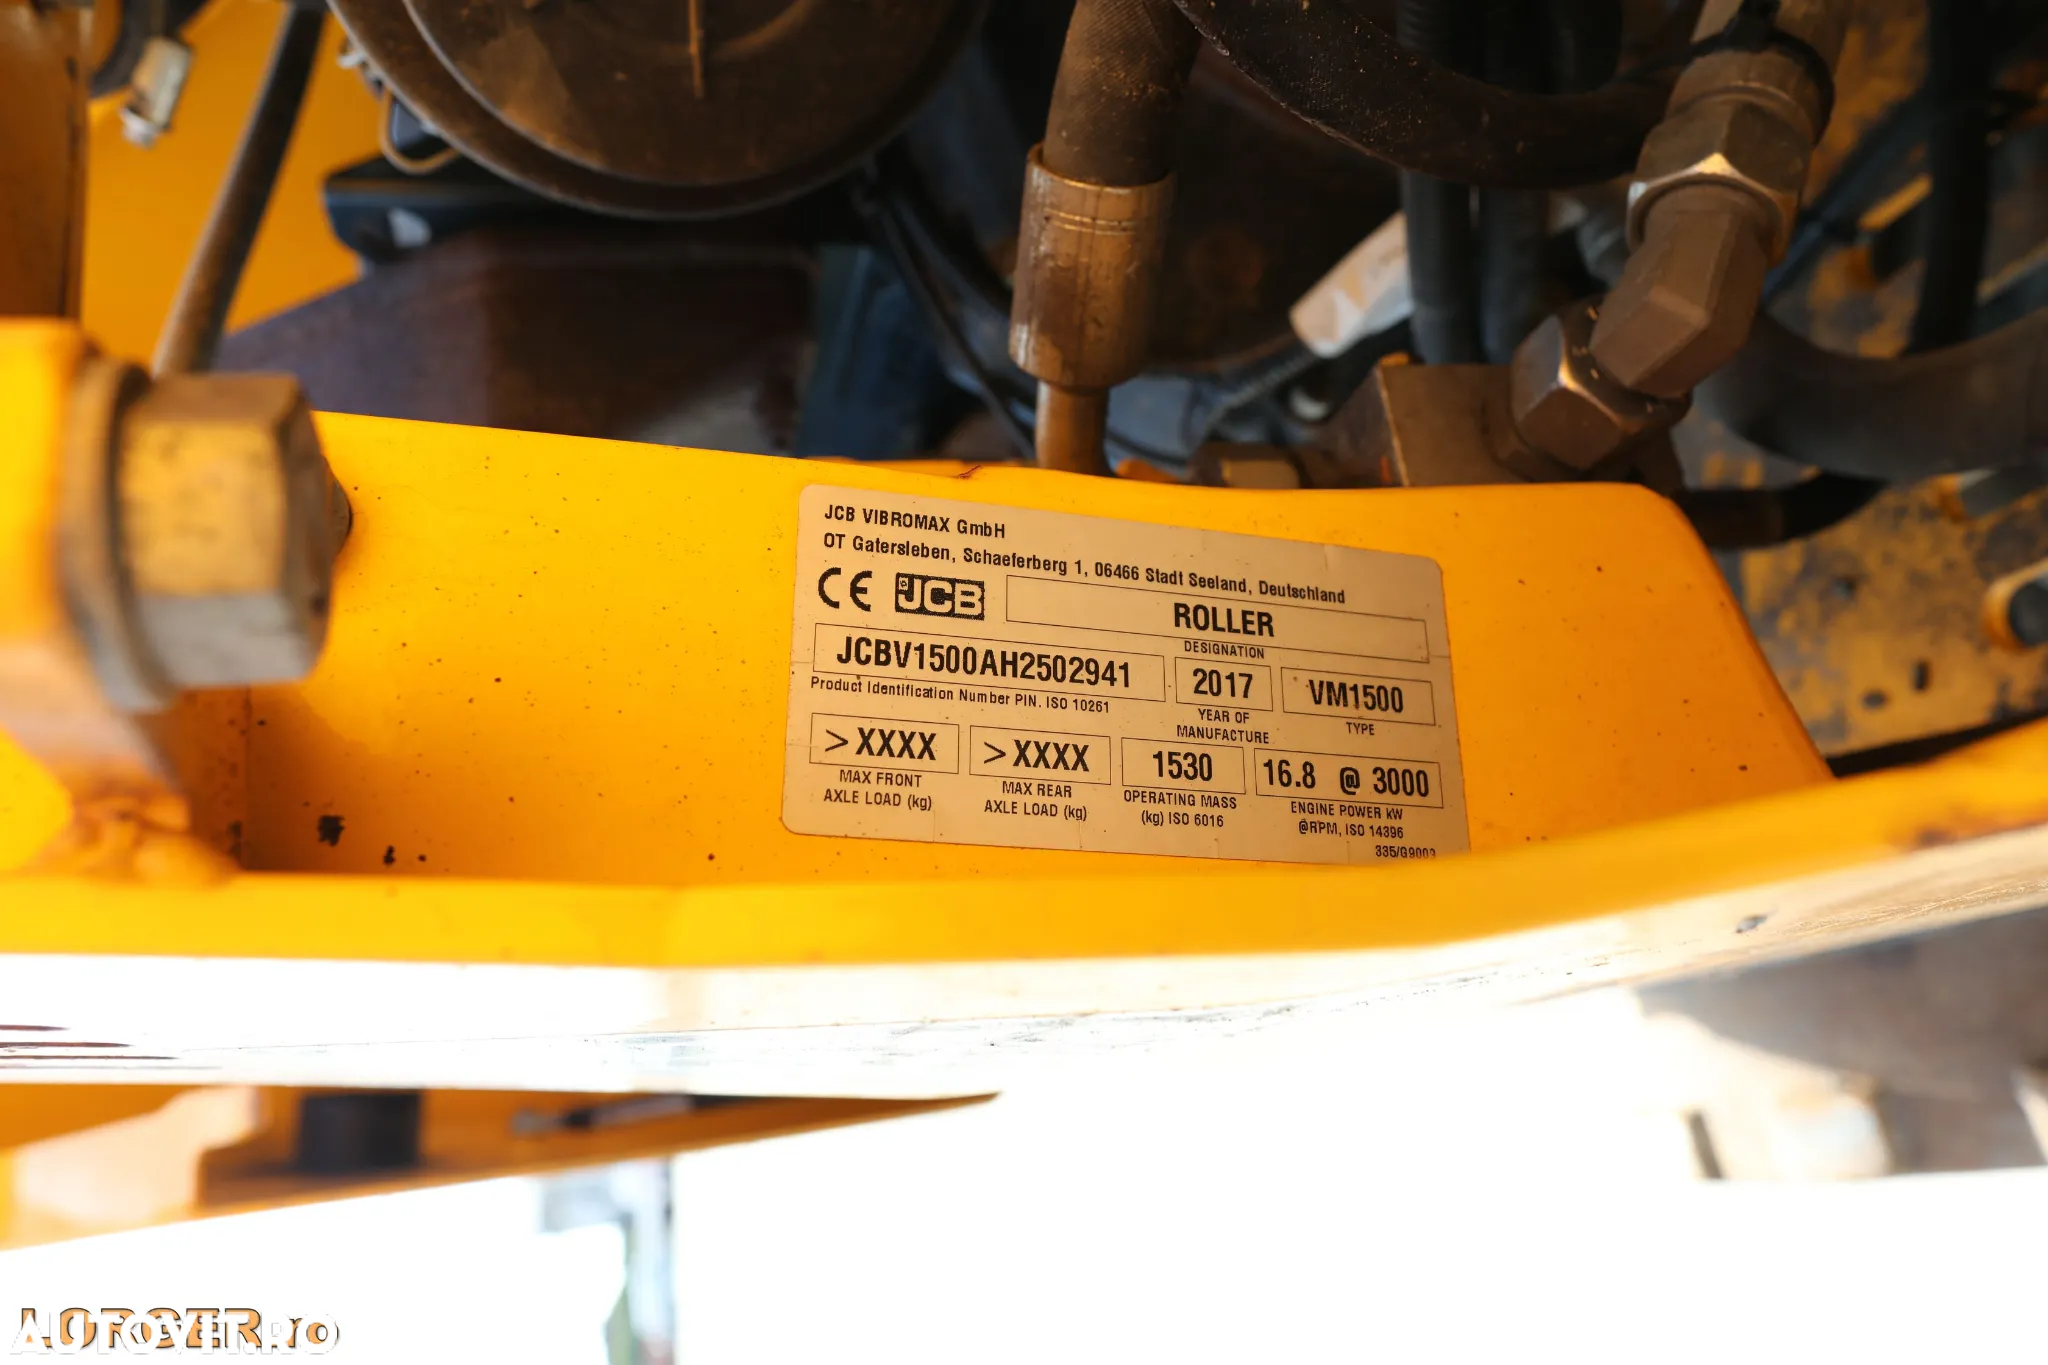 JCB VIBROMAX GmbH
OT Gatersleben, Schaeferberg 1, 06466 Stadt Seeland, Deutschland
CE JCB ROLLER
DESIGNATION
JCBV1500AH2502941 2017 VM1500
Product Identification Number PIN. ISO 10261 YEAR OF MANUFACTURE TYPE
>XXXX >XXXX 1530 16.8 @ 3000
MAX FRONT AXLE LOAD (kg) MAX REAR AXLE LOAD (kg) OPERATING MASS (kg) ISO 6016 ENGINE POWER KW @RPM, ISO 14396
335/G9003